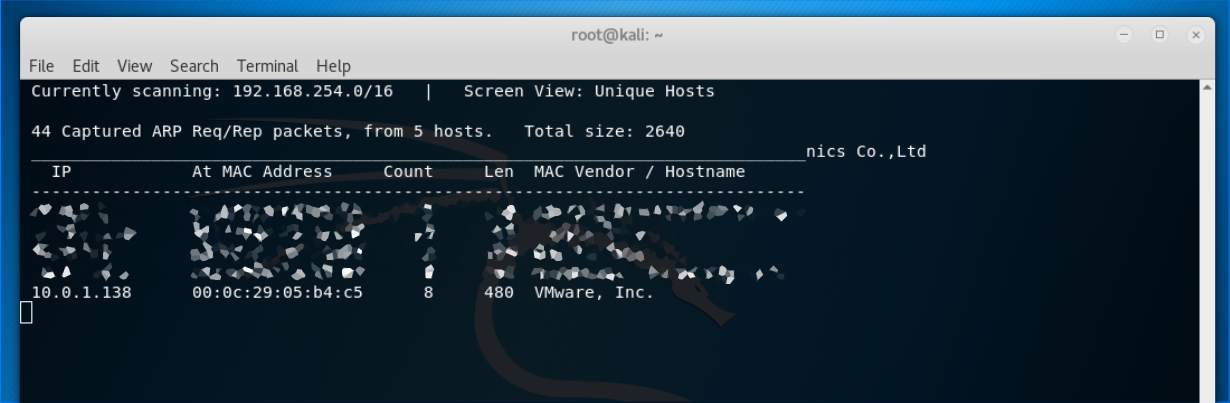 root@kali: ~
File Edit View Search Terminal Help
Currently scanning: 192.168.254.0/16 | Screen View: Unique Hosts
44 Captured ARP Req/Rep packets, from 5 hosts. Total size: 2640
_____________________________________________________________________________nics Co.,Ltd
IP At MAC Address Count Len MAC Vendor / Hostname
-----------------------------------------------------------------------------
10.0.1.138 00:0c:29:05:b4:c5 8 480 VMware, Inc.